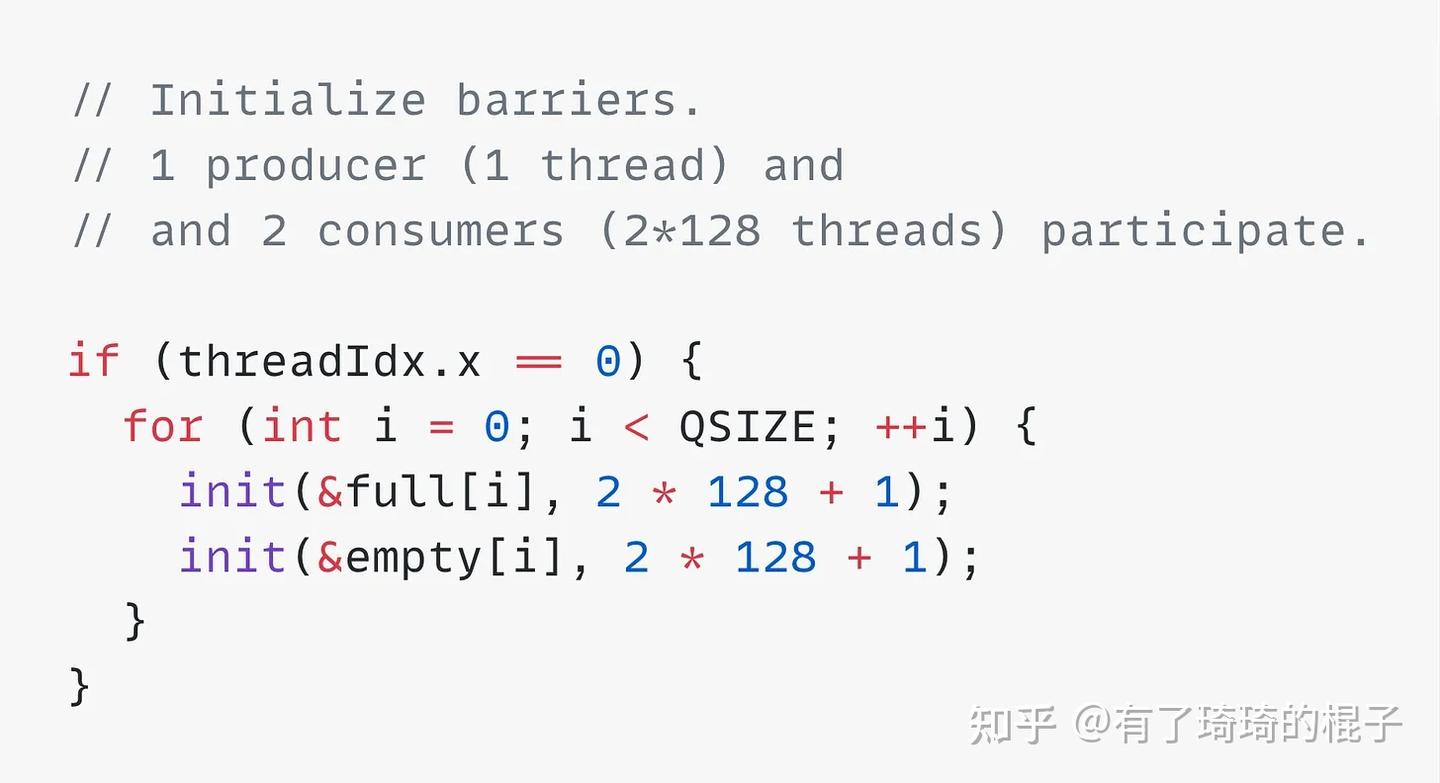 // Initialize barriers.
// 1 producer (1 thread) and
// and 2 consumers (2*128 threads) participate.
if (threadIdx.x == 0) {
  for (int i = 0; i < QSIZE; ++i) {
    init(&full[i], 2 * 128 + 1);
    init(&empty[i], 2 * 128 + 1);
  }
}
知乎 @有了琦琦的棍子